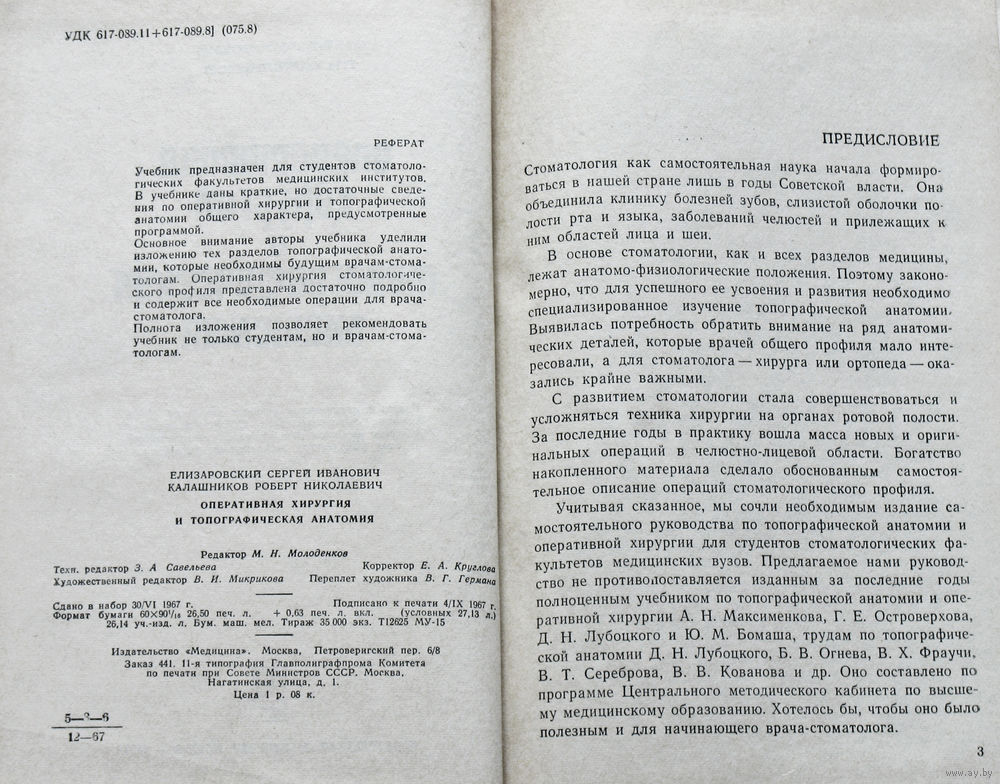 УДК 617-089.11+617-089.8] (075.8)
РЕФЕРАТ
Учебник предназначен для студентов стоматоло-
гических факультетов медицинских институтов.
В учебнике даны краткие, но достаточные сведе-
ния по оперативной хирургии и топографической
анатомии общего характера, предусмотренные
программой.
Основное внимание авторы учебника уделили
изложению тех разделов топографической анато-
мии, которые необходимы будущим врачам-стома-
тологам. Оперативная хирургия стоматологиче-
ского профиля представлена достаточно подробно
и содержит все необходимые операции для врача-
стоматолога.
Полнота изложения позволяет рекомендовать
учебник не только студентам, но и врачам-стома-
тологам.
ЕЛИЗАРОВСКИЙ СЕРГЕЙ ИВАНОВИЧ
КАЛАШНИКОВ РОБЕРТ НИКОЛАЕВИЧ
ОПЕРАТИВНАЯ ХИРУРГИЯ
И ТОПОГРАФИЧЕСКАЯ АНАТОМИЯ
Редактор М. Н. Молоденков
Техн. редактор З. А Савельева Корректор Е. А. Круглова
Художественный редактор В. И. Микрикова Переплет художника В. Г. Германа
Сдано в набор 30/VI 1967 г. Подписано к печати 4/IX 1967 г.
Формат бумаги 60×90¹/₁₆ 26,50 печ. л. + 0,63 печ. л. вкл. (условных 27,13 л.)
26,14 уч.-изд. л. Бум. маш. мел. Тираж 35 000 экз. Т12625 МУ-15
Издательство «Медицина». Москва, Петроверигский пер. 6/8
Заказ 441. 11-я типография Главполиграфпрома Комитета
по печати при Совете Министров СССР. Москва,
Нагатинская улица, д. 1.
Цена 1 р. 08 к.
5—3—6
12—67
ПРЕДИСЛОВИЕ
Стоматология как самостоятельная наука начала формиро-
ваться в нашей стране лишь в годы Советской власти. Она
объединила клинику болезней зубов, слизистой оболочки по-
лости рта и языка, заболеваний челюстей и прилежащих к
ним областей лица и шеи.
В основе стоматологии, как и всех разделов медицины,
лежат анатомо-физиологические положения. Поэтому законо-
мерно, что для успешного ее усвоения и развития необходимо
специализированное изучение топографической анатомии.
Выявилась потребность обратить внимание на ряд анатоми-
ческих деталей, которые врачей общего профиля мало инте-
ресовали, а для стоматолога — хирурга или ортопеда — ока-
зались крайне важными.
С развитием стоматологии стала совершенствоваться и
усложняться техника хирургии на органах ротовой полости.
За последние годы в практику вошла масса новых и ориги-
нальных операций в челюстно-лицевой области. Богатство
накопленного материала сделало обоснованным самостоя-
тельное описание операций стоматологического профиля.
Учитывая сказанное, мы сочли необходимым издание са-
мостоятельного руководства по топографической анатомии и
оперативной хирургии для студентов стоматологических фа-
культетов медицинских вузов. Предлагаемое нами руковод-
ство не противопоставляется изданным за последние годы
полноценным учебником по топографической анатомии и опе-
ративной хирургии А. Н. Максименкова, Г. Е. Островерхова,
Д. Н. Лубоцкого и Ю. М. Бомаша, трудам по топографиче-
ской анатомии Д. Н. Лубоцкого, Б. В. Огнева, В. Х. Фраучи,
В. Т. Сереброва, В. В. Кованова и др. Оно составлено по
программе Центрального методического кабинета по высше-
му медицинскому образованию. Хотелось бы, чтобы оно было
полезным и для начинающего врача-стоматолога.
3
www.ay.by